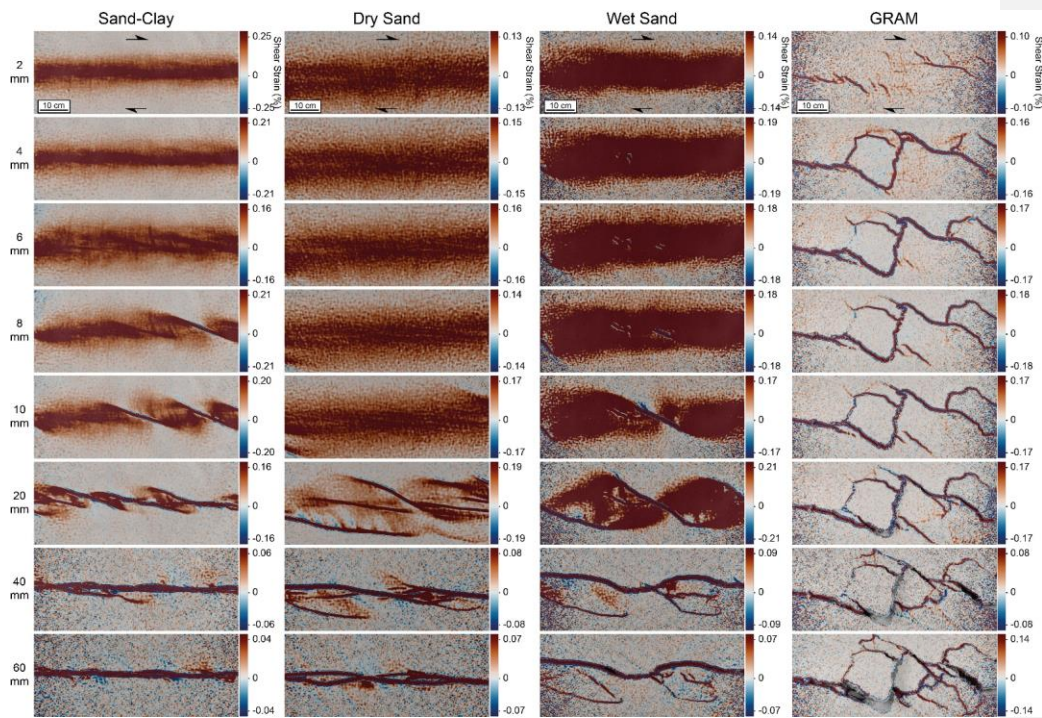 Sand-Clay Dry Sand Wet Sand GRAM
2 mm
10 cm 0.25 0 -0.25 Shear Strain (%)
10 cm 0.13 0 -0.13 Shear Strain (%)
10 cm 0.14 0 -0.14 Shear Strain (%)
10 cm 0.10 0 -0.10 Shear Strain (%)
4 mm
0.21 0 -0.21
0.15 0 -0.15
0.19 0 -0.19
0.16 0 -0.16
6 mm
0.16 0 -0.16
0.16 0 -0.16
0.18 0 -0.18
0.17 0 -0.17
8 mm
0.21 0 -0.21
0.14 0 -0.14
0.18 0 -0.18
0.18 0 -0.18
10 mm
0.20 0 -0.20
0.17 0 -0.17
0.17 0 -0.17
0.17 0 -0.17
20 mm
0.16 0 -0.16
0.19 0 -0.19
0.21 0 -0.21
0.17 0 -0.17
40 mm
0.06 0 -0.06
0.08 0 -0.08
0.09 0 -0.09
0.08 0 -0.08
60 mm
0.04 0 -0.04
0.07 0 -0.07
0.07 0 -0.07
0.14 0 -0.14